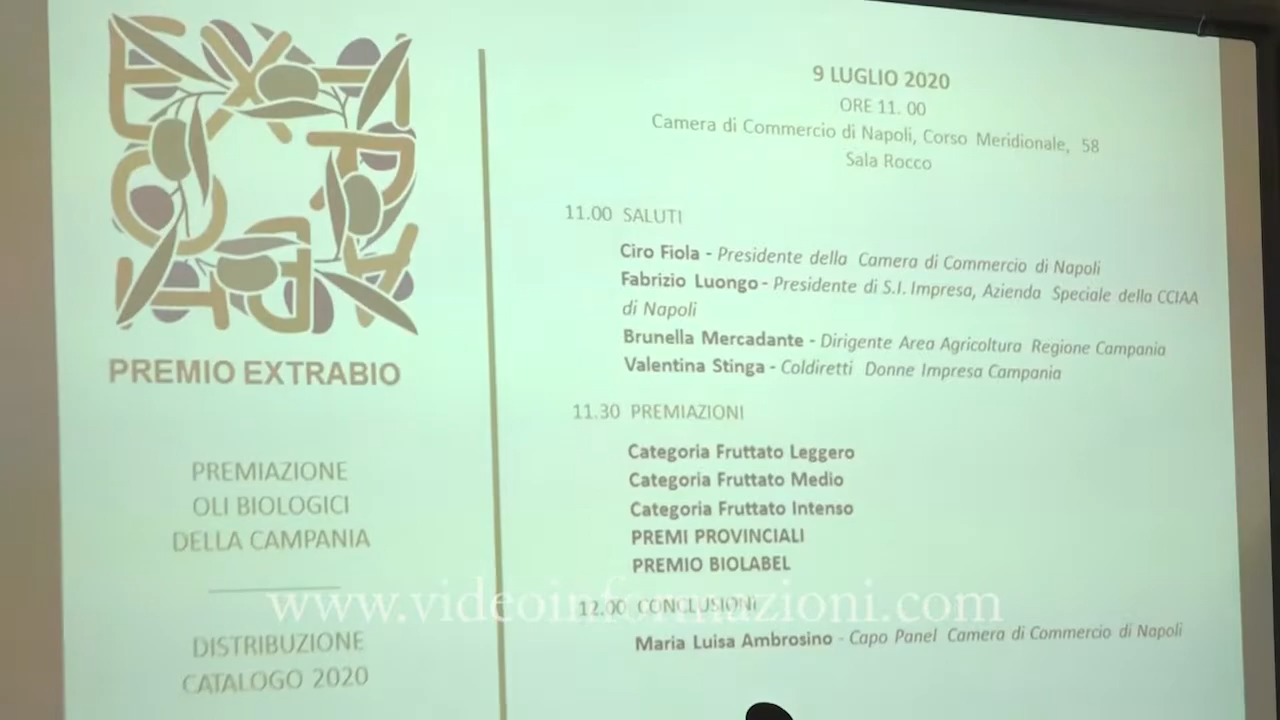 EXTRA
PREMIO EXTRABIO
PREMIAZIONE
OLI BIOLOGICI
DELLA CAMPANIA
DISTRIBUZIONE
CATALOGO 2020
9 LUGLIO 2020
ORE 11. 00
Camera di Commercio di Napoli, Corso Meridionale, 58
Sala Rocco
11.00 SALUTI
Ciro Fiola - Presidente della Camera di Commercio di Napoli
Fabrizio Luongo - Presidente di S.I. Impresa, Azienda Speciale della CCIAA
di Napoli
Brunella Mercadante - Dirigente Area Agricoltura Regione Campania
Valentina Stinga - Coldiretti Donne Impresa Campania
11.30 PREMIAZIONI
Categoria Fruttato Leggero
Categoria Fruttato Medio
Categoria Fruttato Intenso
PREMI PROVINCIALI
PREMIO BIOLABEL
12.00 CONCLUSIONI
Maria Luisa Ambrosino - Capo Panel Camera di Commercio di Napoli
www.videoinformazioni.com